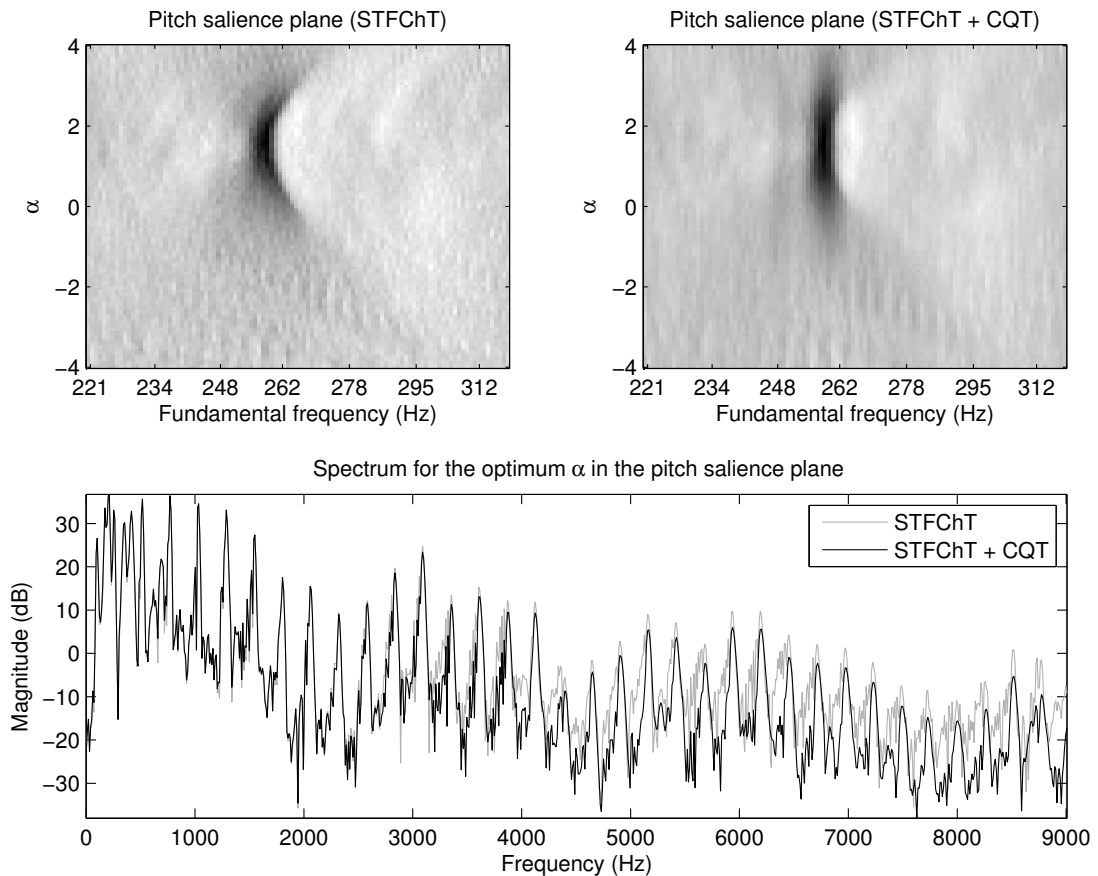 Pitch salience plane (STFChT)
4
2
0
−2
−4
α
221 234 248 262 278 295 312
Fundamental frequency (Hz)
Pitch salience plane (STFChT + CQT)
4
2
0
−2
−4
α
221 234 248 262 278 295 312
Fundamental frequency (Hz)
Spectrum for the optimum α in the pitch salience plane
30
20
10
0
−10
−20
−30
Magnitude (dB)
STFChT
STFChT + CQT
0 1000 2000 3000 4000 5000 6000 7000 8000 9000
Frequency (Hz)